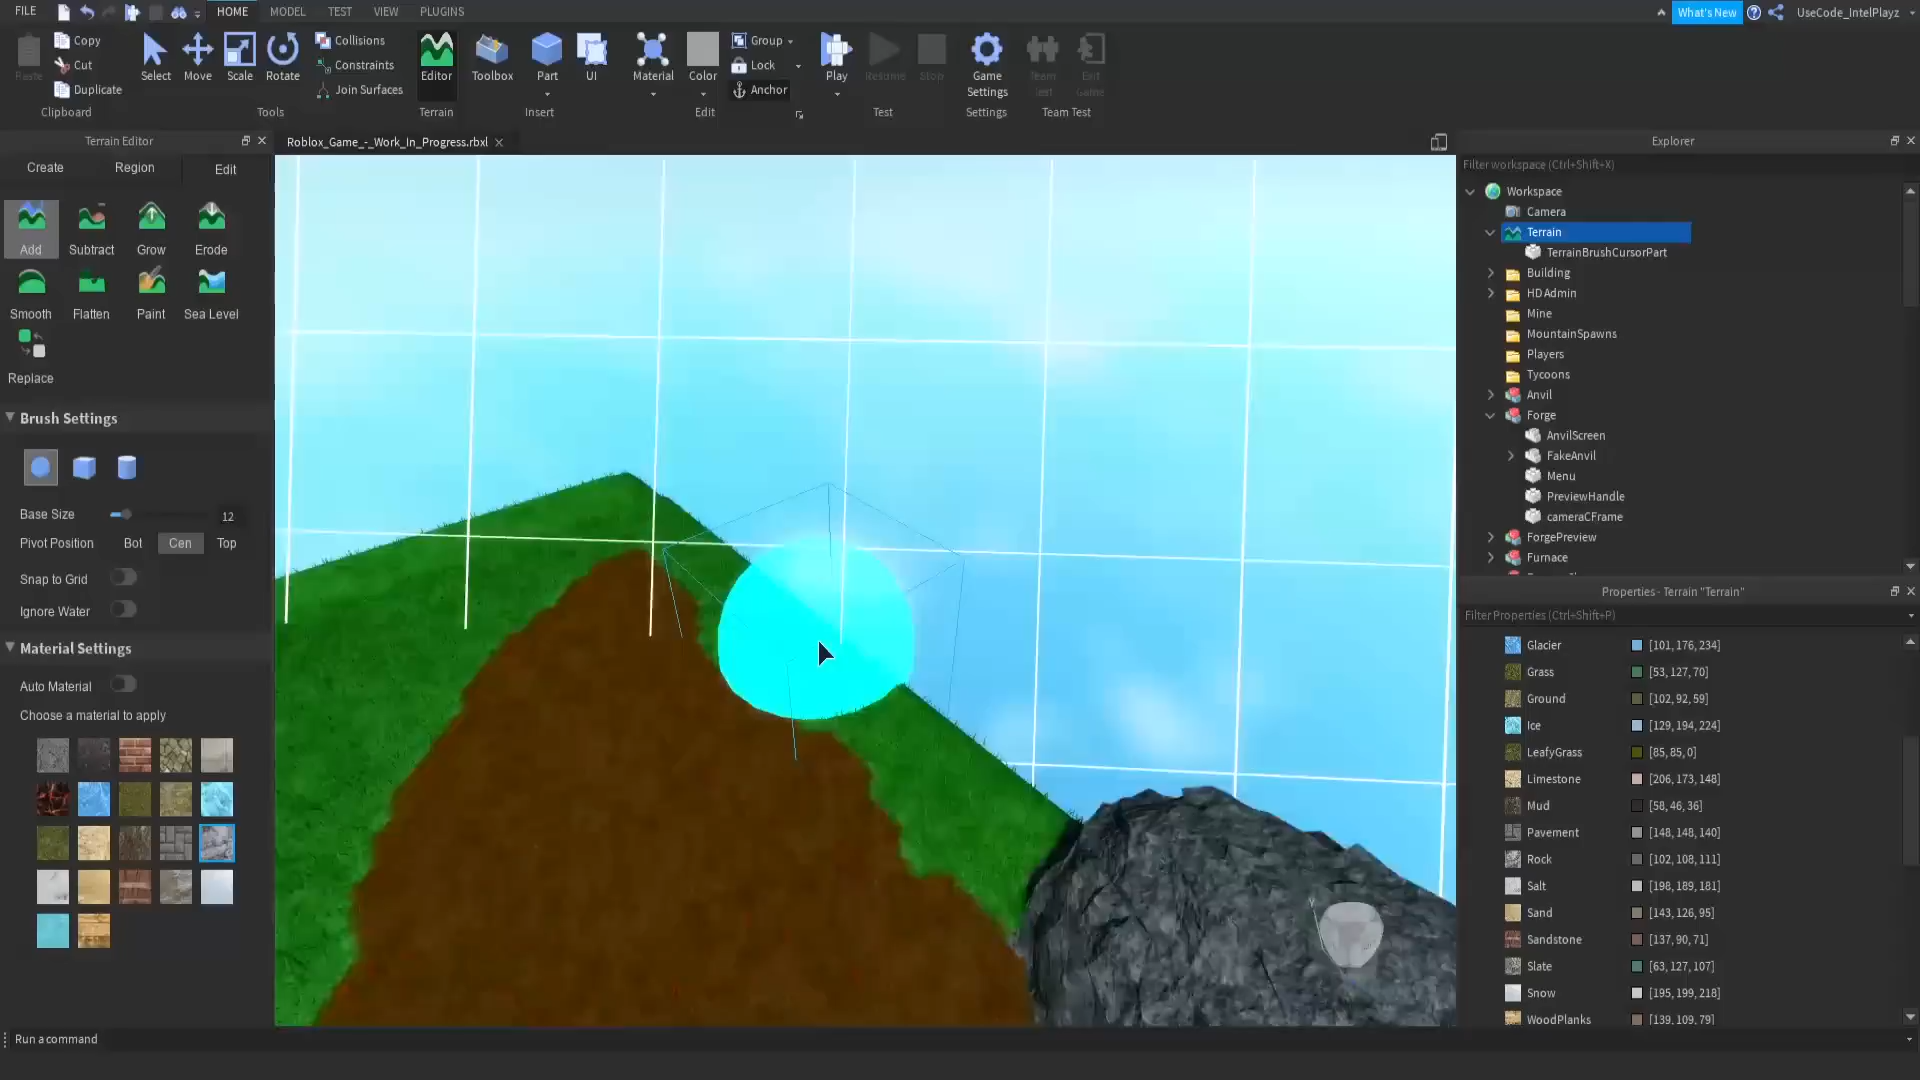 FILE
HOME
MODEL
TEST
VIEW
PLUGINS
What's New
UseCode_IntelPlayz
Paste
Copy
Cut
Duplicate
Clipboard
Select
Move
Scale
Rotate
Collisions
Constraints
Join Surfaces
Tools
Editor
Terrain
Toolbox
Part
UI
Insert
Material
Color
Group
Lock
Anchor
Edit
Play
Resume
Stop
Test
Game
Settings
Settings
Team
Test
Exit
Game
Team Test
Terrain Editor
Create
Region
Edit
Add
Subtract
Grow
Erode
Smooth
Flatten
Paint
Sea Level
Replace
Brush Settings
Base Size
12
Pivot Position
Bot
Cen
Top
Snap to Grid
Ignore Water
Material Settings
Auto Material
Choose a material to apply
Roblox_Game_-_Work_In_Progress.rbxl
Explorer
Filter workspace (Ctrl+Shift+X)
Workspace
Camera
Terrain
TerrainBrushCursorPart
Building
HD Admin
Mine
MountainSpawns
Players
Tycoons
Anvil
Forge
AnvilScreen
FakeAnvil
Menu
PreviewHandle
cameraCFrame
ForgePreview
Furnace
Properties - Terrain "Terrain"
Filter Properties (Ctrl+Shift+P)
Glacier [101, 176, 234]
Grass [53, 127, 70]
Ground [102, 92, 59]
Ice [129, 194, 224]
LeafyGrass [85, 85, 0]
Limestone [206, 173, 148]
Mud [58, 46, 36]
Pavement [148, 148, 140]
Rock [102, 108, 111]
Salt [198, 189, 181]
Sand [143, 126, 95]
Sandstone [137, 90, 71]
Slate [63, 127, 107]
Snow [195, 199, 218]
WoodPlanks [139, 109, 79]
Run a command